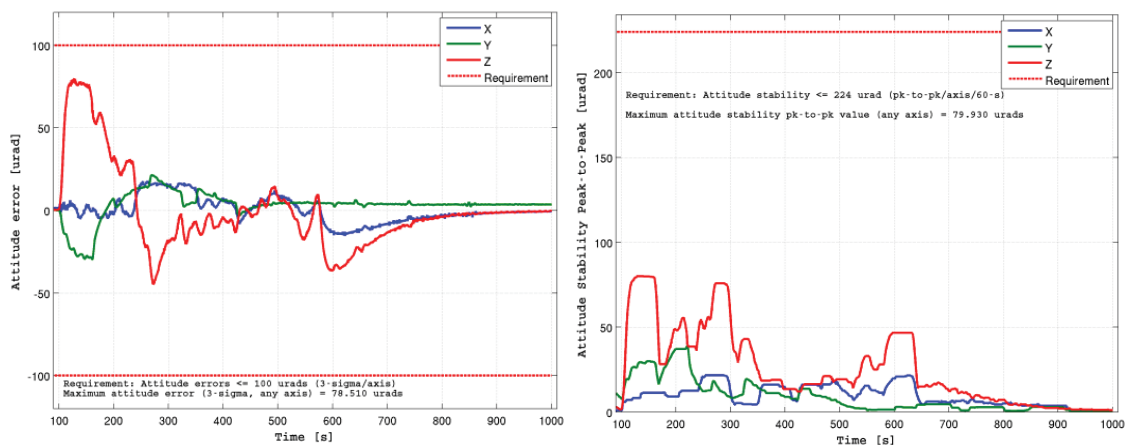 X
Y
Z
Requirement
100
50
0
-50
-100
Attitude error [urad]
Requirement: Attitude errors <= 100 urads (3-sigma/axis)
Maximum attitude error (3-sigma, any axis) = 78.510 urads
100 200 300 400 500 600 700 800 900 1000
Time [s]
X
Y
Z
Requirement
Requirement: Attitude stability <= 224 urad (pk-to-pk/axis/60-s)
Maximum attitude stability pk-to-pk value (any axis) = 79.930 urads
200
150
100
50
0
Attitude Stability Peak-to-Peak [urad]
100 200 300 400 500 600 700 800 900 1000
Time [s]